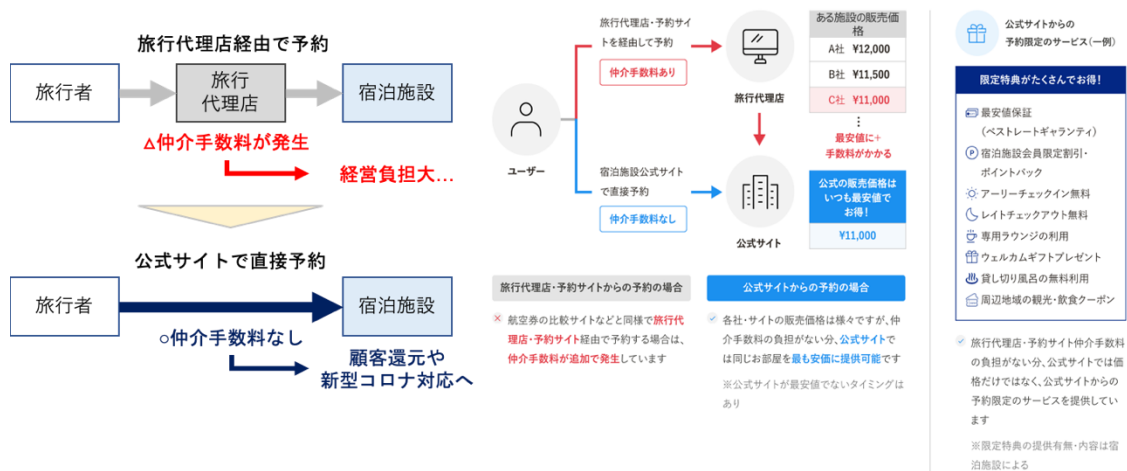 旅行代理店経由で予約
旅行者
旅行
代理店
宿泊施設
△仲介手数料が発生
経営負担大…
公式サイトで直接予約
旅行者
宿泊施設
○仲介手数料なし
顧客還元や
新型コロナ対応へ
ユーザー
旅行代理店・予約サイ
トを経由して予約
仲介手数料あり
宿泊施設公式サイト
で直接予約
仲介手数料なし
旅行代理店
公式サイト
ある施設の販売価
格
A社 ¥12,000
B社 ¥11,500
C社 ¥11,000
⋮
最安値に+
手数料がかかる
公式の販売価格は
いつも最安値で
お得!
¥11,000
旅行代理店・予約サイトからの予約の場合
航空券の比較サイトなどと同様で旅行代
理店・予約サイト経由で予約する場合は、
仲介手数料が追加で発生しています
公式サイトからの予約の場合
各社・サイトの販売価格は様々ですが、仲
介手数料の負担がない分、公式サイトで
は同じお部屋を最も安価に提供可能です
※公式サイトが最安値でないタイミングは
あり
公式サイトからの
予約限定のサービス(一例)
限定特典がたくさんでお得!
最安値保証
(ベストレートギャランティ)
宿泊施設会員限定割引・
ポイントバック
アーリーチェックイン無料
レイトチェックアウト無料
専用ラウンジの利用
ウェルカムギフトプレゼント
貸し切り風呂の無料利用
周辺地域の観光・飲食クーポン
旅行代理店・予約サイト仲介手数料
の負担がない分、公式サイトでは価
格だけではなく、公式サイトからの
予約限定のサービスを提供してい
ます
※限定特典の提供有無・内容は宿
泊施設による